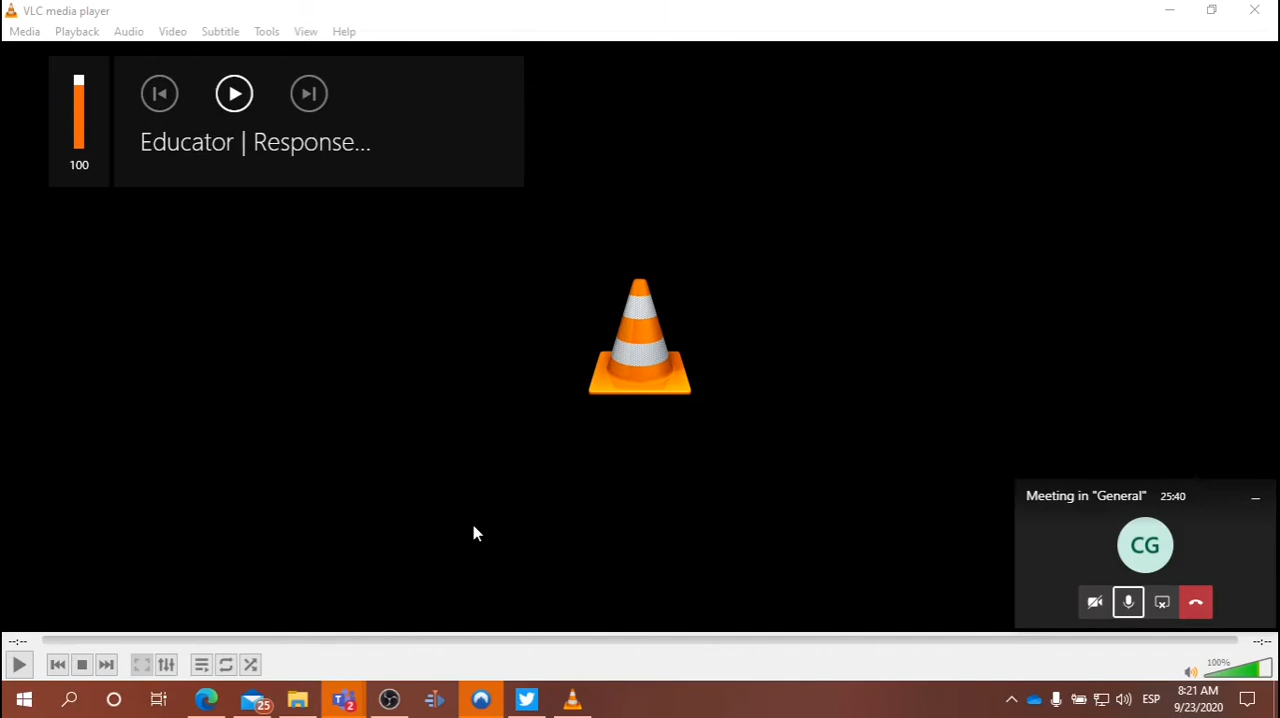 VLC media player
Media Playback Audio Video Subtitle Tools View Help
100
Educator | Response...
Meeting in "General" 25:40
CG
--:-- --:--
100%
25
2
ESP
8:21 AM
9/23/2020